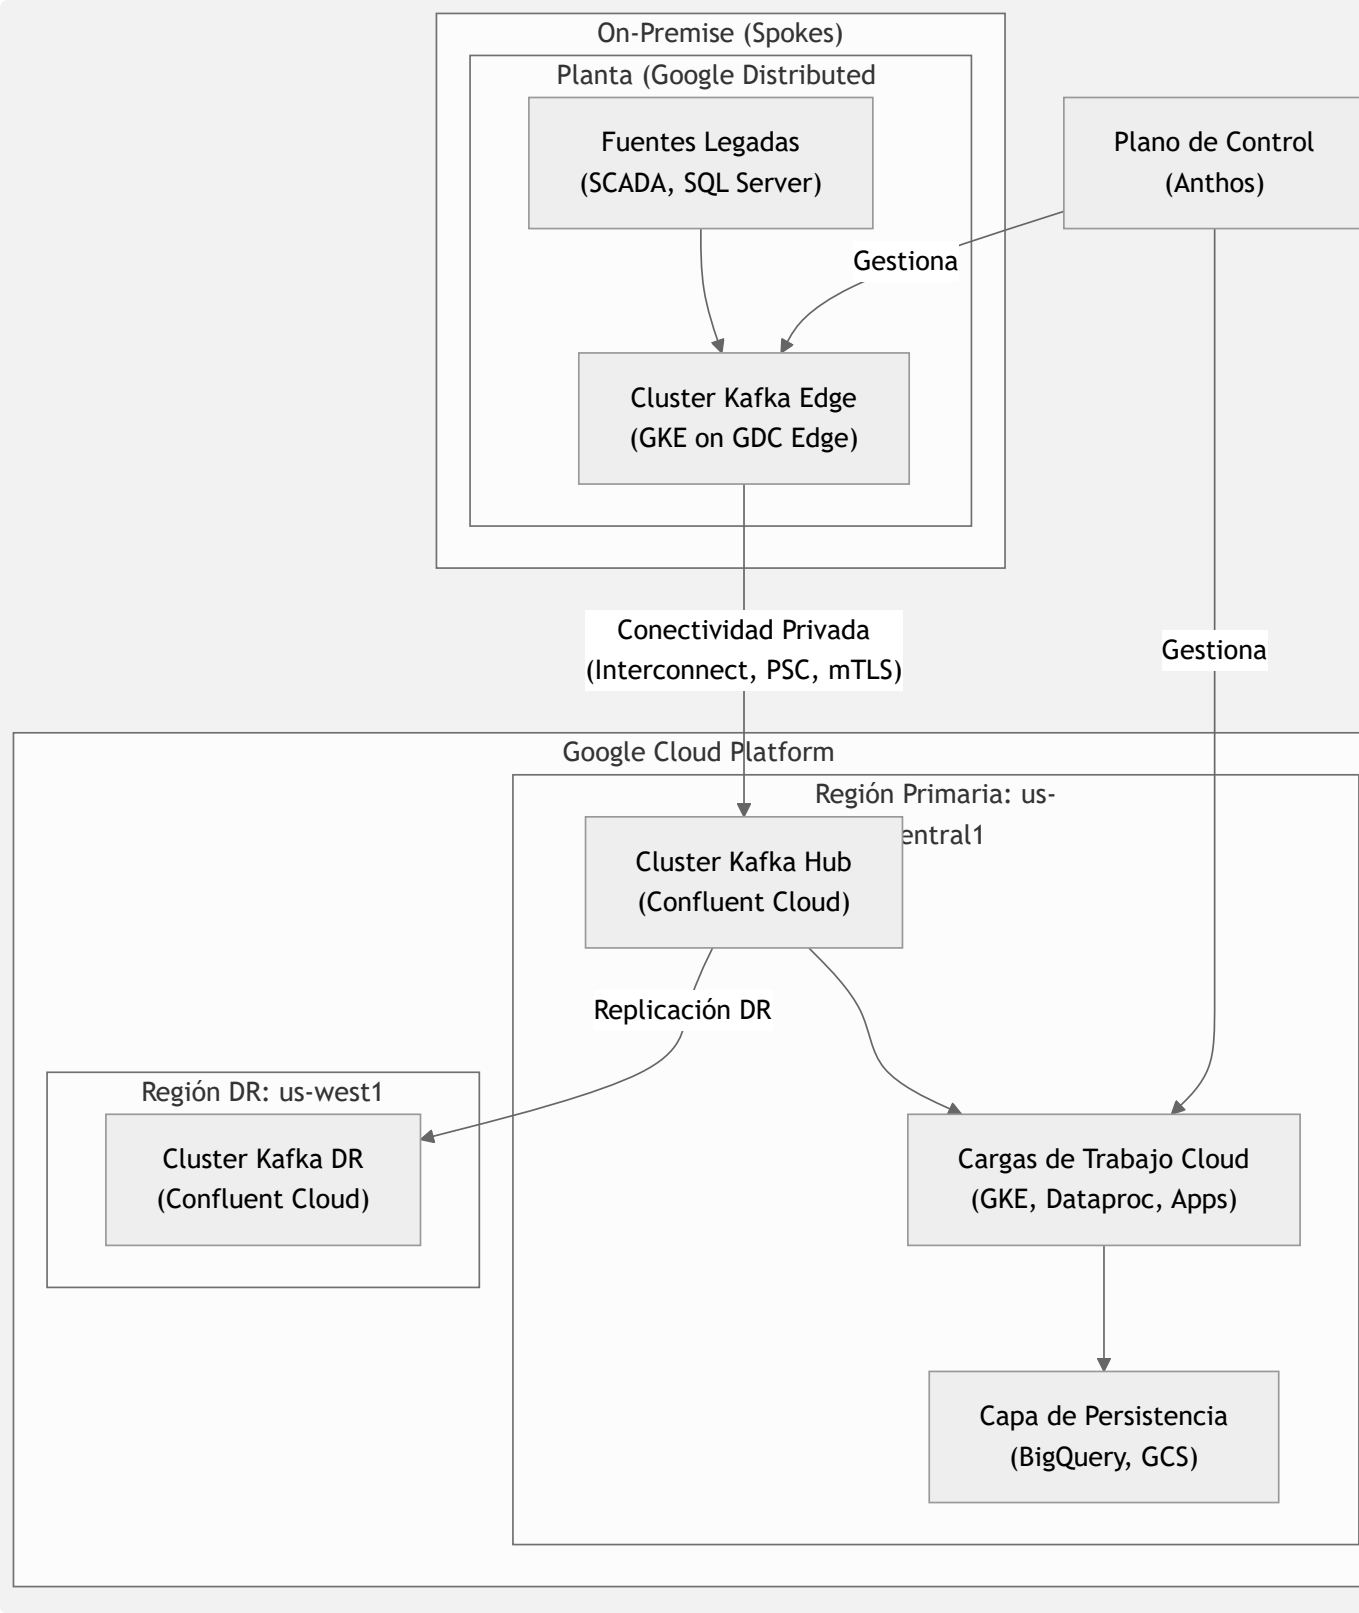 On-Premise (Spokes)
Planta (Google Distributed
Fuentes Legadas
(SCADA, SQL Server)
Plano de Control
(Anthos)
Gestiona
Cluster Kafka Edge
(GKE on GDC Edge)
Conectividad Privada
(Interconnect, PSC, mTLS)
Gestiona
Google Cloud Platform
Región Primaria: us-
entral1
Cluster Kafka Hub
(Confluent Cloud)
Replicación DR
Región DR: us-west1
Cluster Kafka DR
(Confluent Cloud)
Cargas de Trabajo Cloud
(GKE, Dataproc, Apps)
Capa de Persistencia
(BigQuery, GCS)